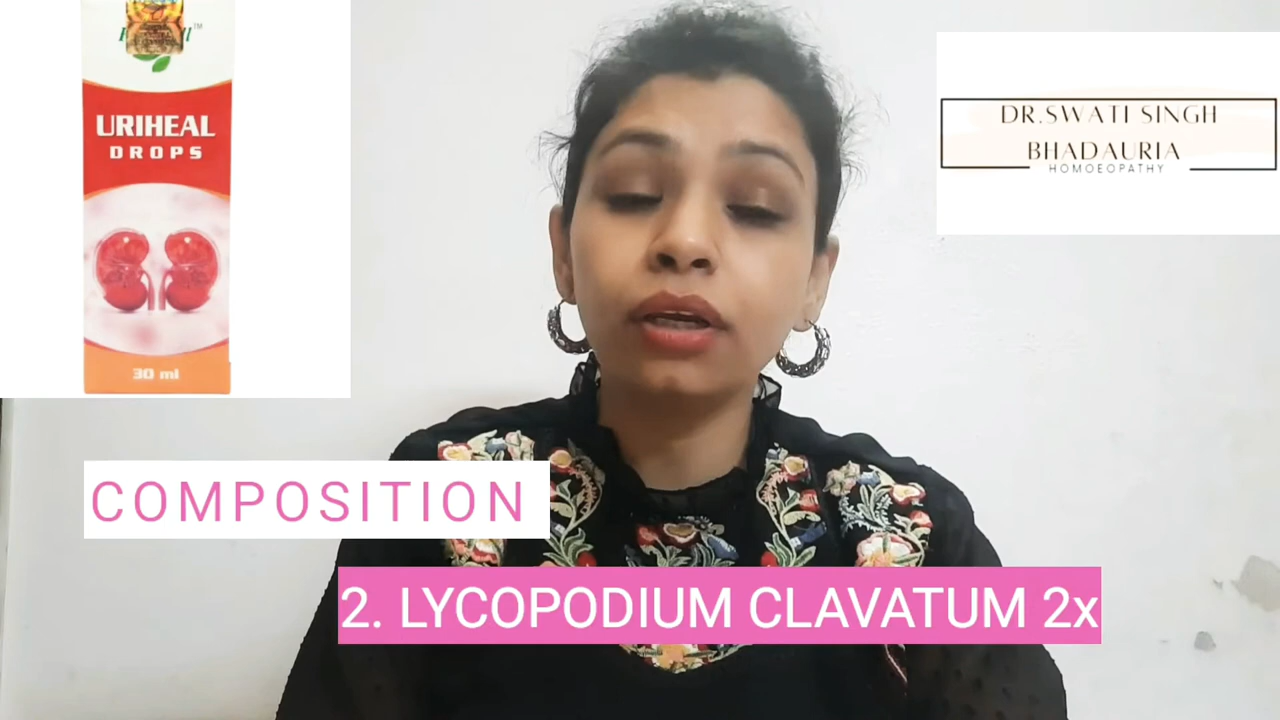 URIHEAL
DROPS
30 ml
DR.SWATI SINGH
BHADAURIA
HOMOEOPATHY
COMPOSITION
2. LYCOPODIUM CLAVATUM 2x